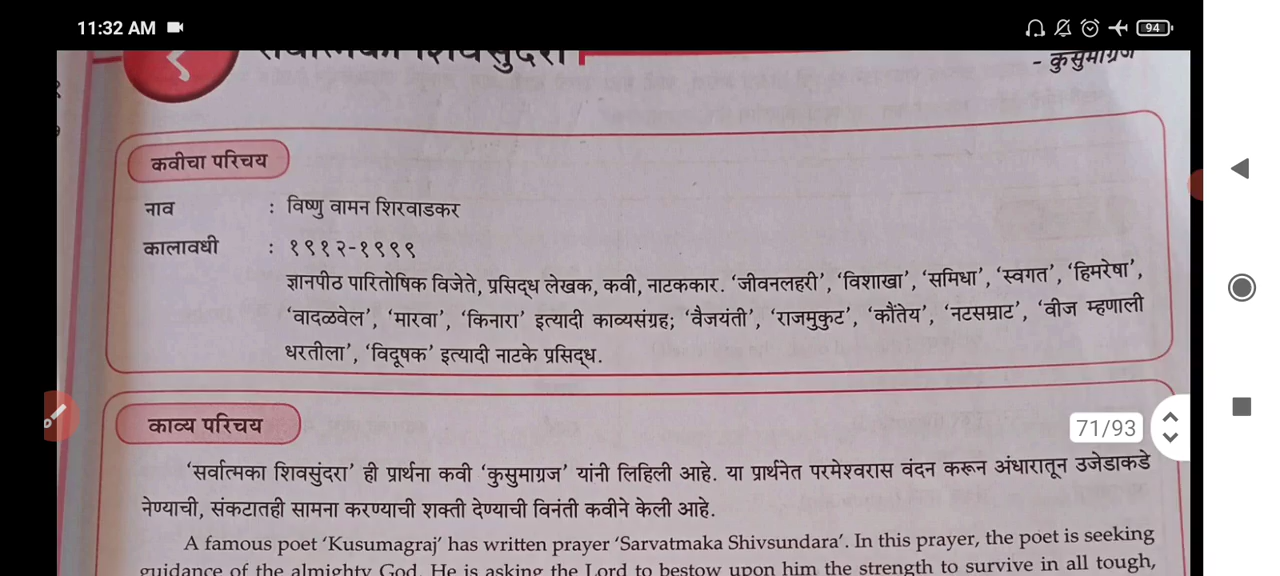 11:32 AM
94
१
सर्वात्मका शिवसुंदरा
- कुसुमाग्रज
कवीचा परिचय
नाव : विष्णु वामन शिरवाडकर
कालावधी : १९१२-१९९९
ज्ञानपीठ पारितोषिक विजेते, प्रसिद्ध लेखक, कवी, नाटककार. ‘जीवनलहरी’, ‘विशाखा’, ‘समिधा’, ‘स्वगत’, ‘हिमरेषा’,
‘वादळवेल’, ‘मारवा’, ‘किनारा’ इत्यादी काव्यसंग्रह; ‘वैजयंती’, ‘राजमुकुट’, ‘कौंतेय’, ‘नटसम्राट’, ‘वीज म्हणाली
धरतीला’, ‘विदूषक’ इत्यादी नाटके प्रसिद्ध.
काव्य परिचय
71/93
‘सर्वात्मका शिवसुंदरा’ ही प्रार्थना कवी ‘कुसुमाग्रज’ यांनी लिहिली आहे. या प्रार्थनेत परमेश्वरास वंदन करून अंधारातून उजेडाकडे
नेण्याची, संकटातही सामना करण्याची शक्ती देण्याची विनंती कवीने केली आहे.
A famous poet ‘Kusumagraj’ has written prayer ‘Sarvatmaka Shivsundara’. In this prayer, the poet is seeking
guidance of the almighty God. He is asking the Lord to bestow upon him the strength to survive in all tough,